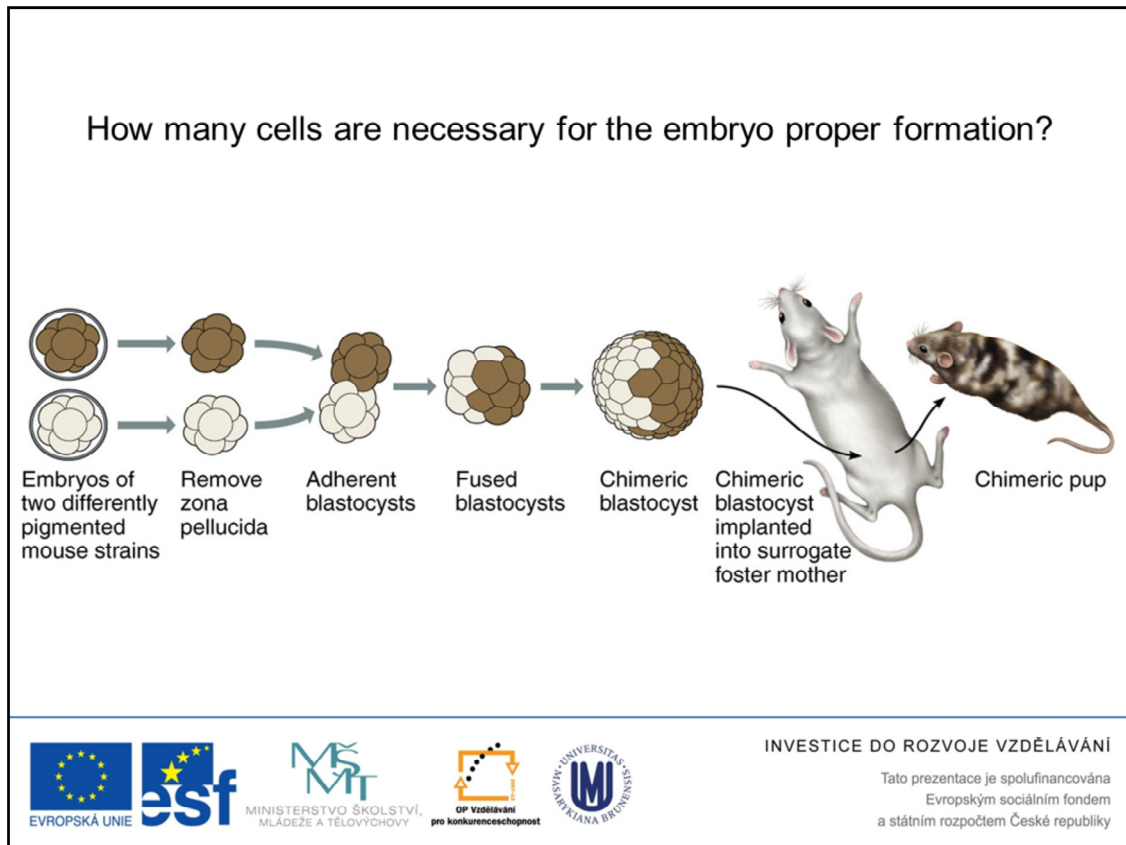 How many cells are necessary for the embryo proper formation?
Embryos of
two differently
pigmented
mouse strains
Remove
zona
pellucida
Adherent
blastocysts
Fused
blastocysts
Chimeric
blastocyst
Chimeric
blastocyst
implanted
into surrogate
foster mother
Chimeric pup
EVROPSKÁ UNIE
esf
MŠMT
MINISTERSTVO ŠKOLSTVÍ,
MLÁDEŽE A TĚLOVÝCHOVY
OP Vzdělávání
pro konkurenceschopnost
UNIVERSITAS MASARYKIANA BRUNENSIS
INVESTICE DO ROZVOJE VZDĚLÁVÁNÍ
Tato prezentace je spolufinancována
Evropským sociálním fondem
a státním rozpočtem České republiky